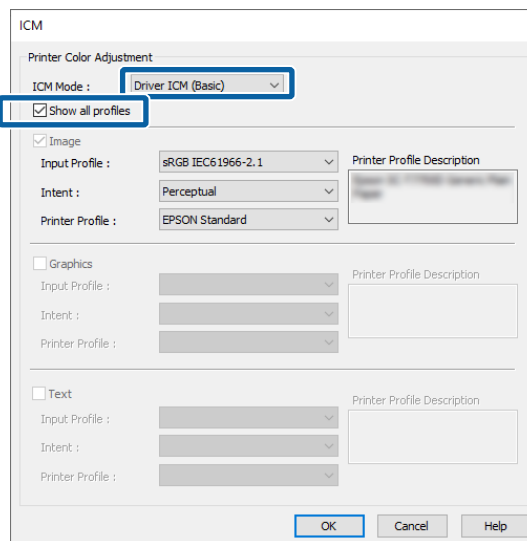 ICM
Printer Color Adjustment
ICM Mode :
Driver ICM (Basic)
Show all profiles
Image
Input Profile :
sRGB IEC61966-2.1
Printer Profile Description
Intent :
Perceptual
Printer Profile :
EPSON Standard
Graphics
Printer Profile Description
Input Profile :
Intent :
Printer Profile :
Text
Printer Profile Description
Input Profile :
Intent :
Printer Profile :
OK
Cancel
Help